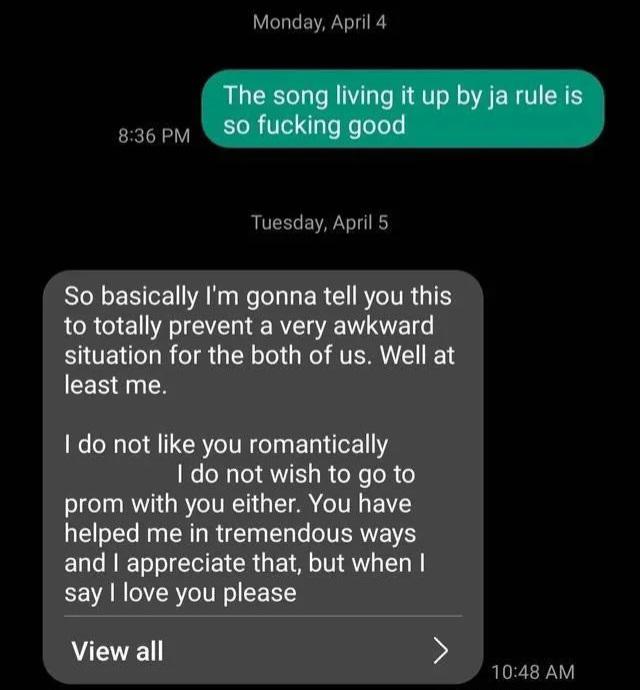 Monday, April 4
The song living it up by ja rule is
so fucking good
8:36 PM
Tuesday, April 5
So basically I'm gonna tell you this
to totally prevent a very awkward
situation for the both of us. Well at
least me.
I do not like you romantically
I do not wish to go to
prom with you either. You have
helped me in tremendous ways
and I appreciate that, but when I
say I love you please
View all
10:48 AM